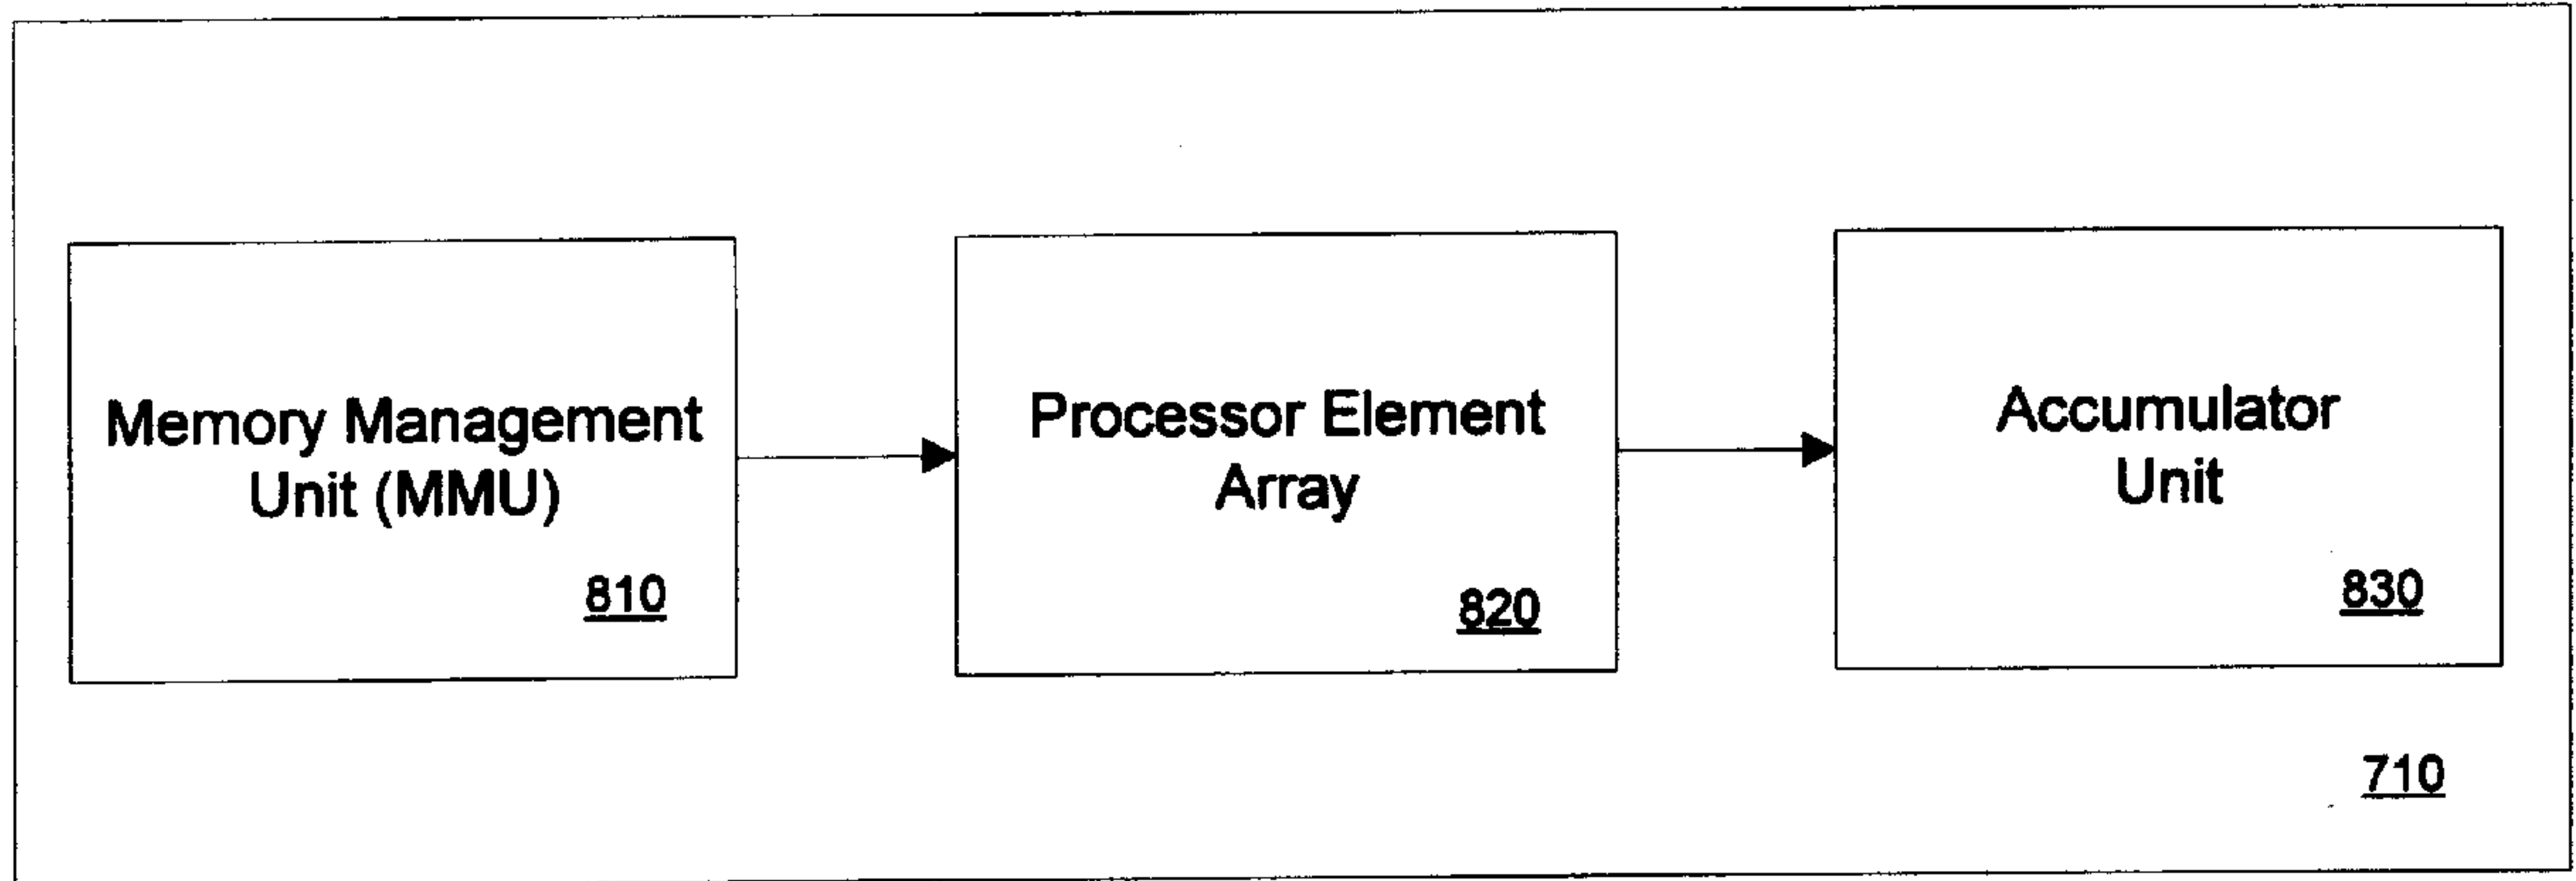 Memory Management
Unit (MMU)
810
Processor Element
Array
820
Accumulator
Unit
830
710